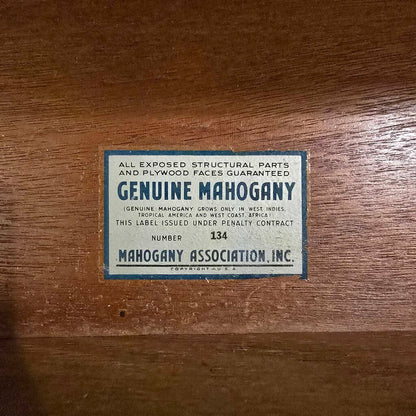 ALL EXPOSED STRUCTURAL PARTS
AND PLYWOOD FACES GUARANTEED
GENUINE MAHOGANY
(GENUINE MAHOGANY GROWS ONLY IN WEST INDIES,
TROPICAL AMERICA AND WEST COAST, AFRICA)
THIS LABEL ISSUED UNDER PENALTY CONTRACT
NUMBER 134
MAHOGANY ASSOCIATION, INC.
COPYRIGHT U.S.A.